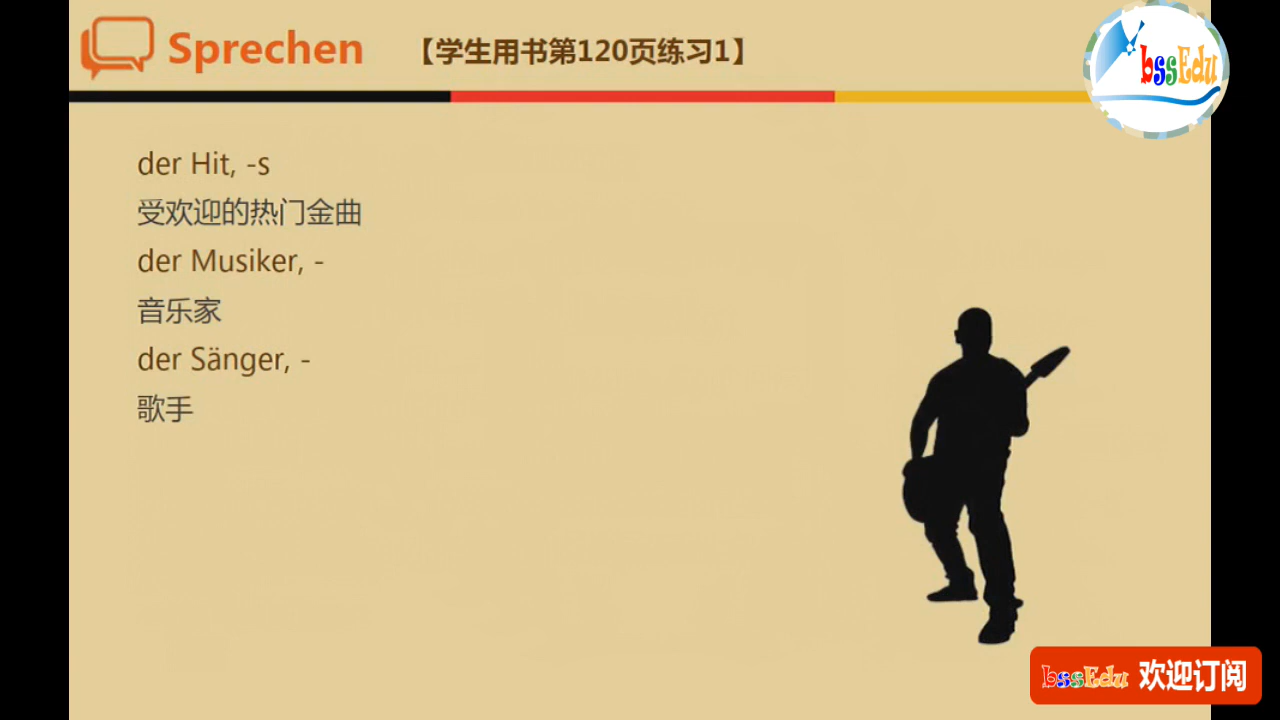 Sprechen 【学生用书第120页练习1】
bssEdu
der Hit, -s
受欢迎的热门金曲
der Musiker, -
音乐家
der Sänger, -
歌手
bssEdu 欢迎订阅